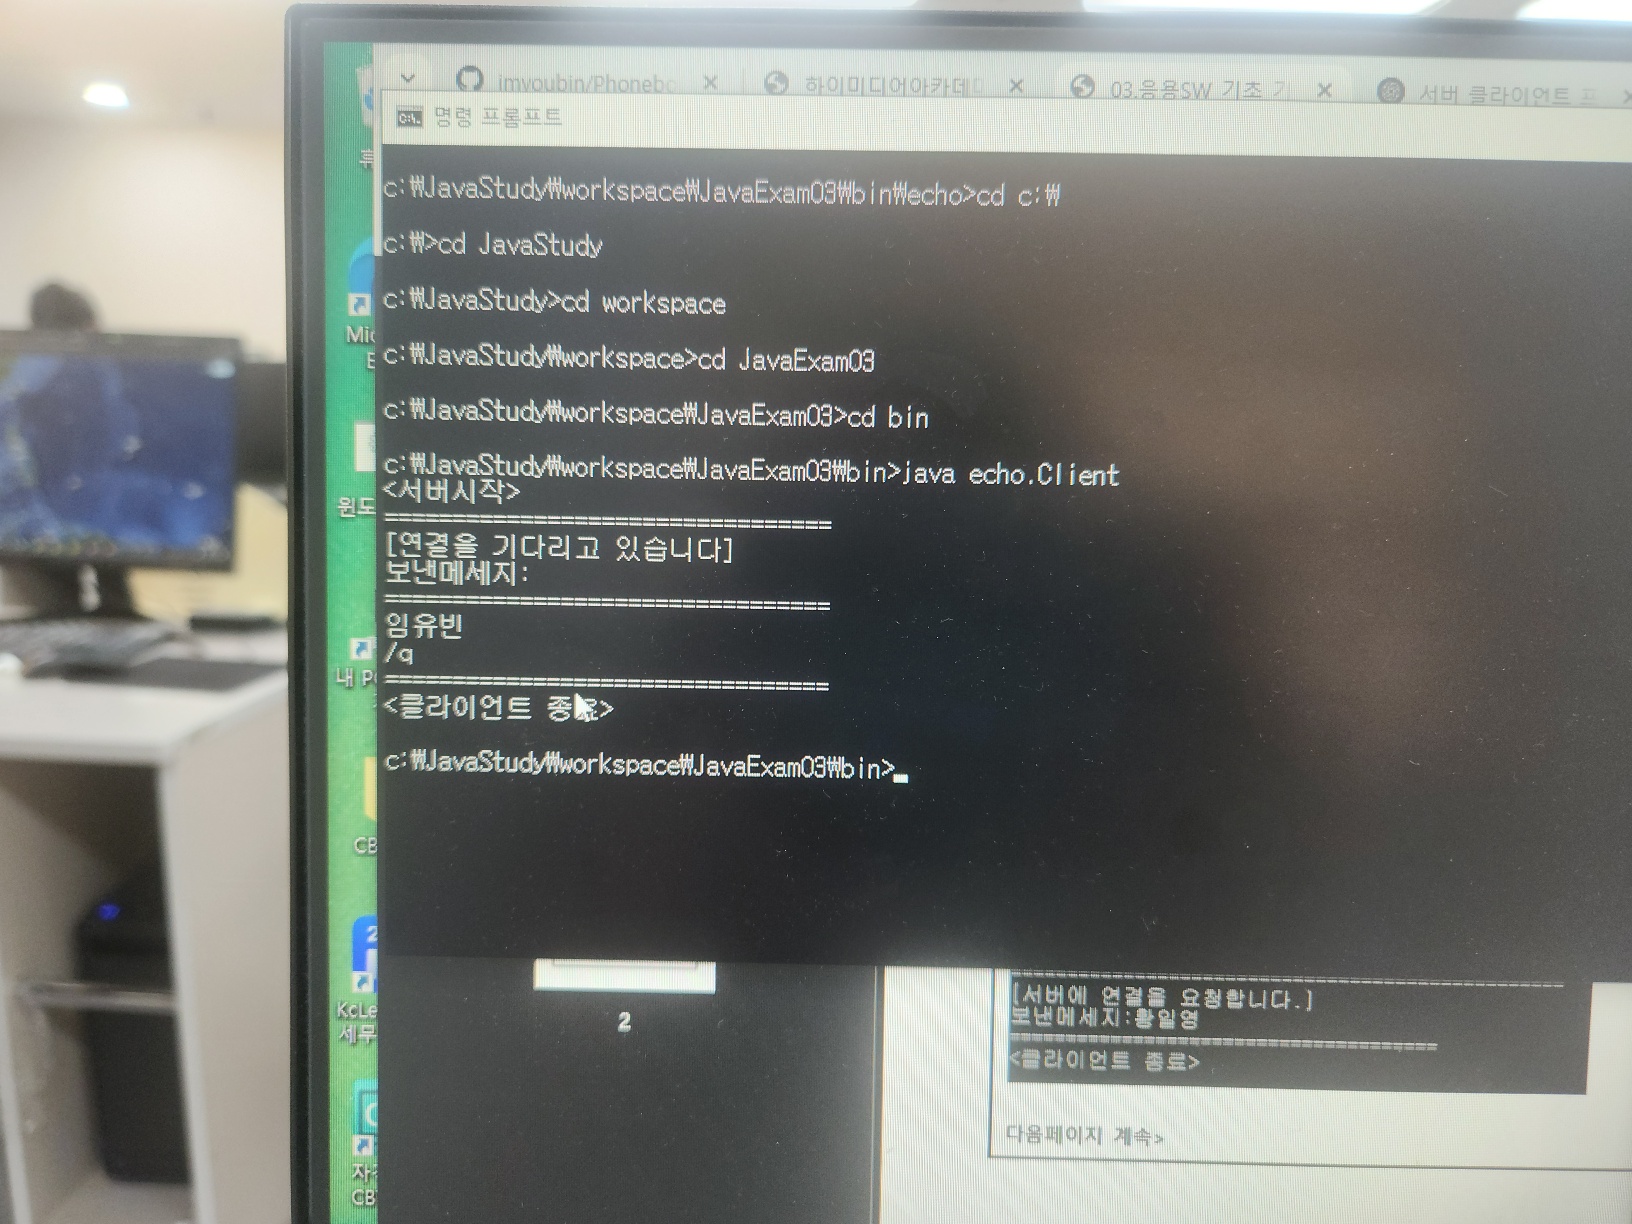 imyoubin/Phonebo
하이미디어아카데미
03.응용SW 기초 기
서버 클라이언트 프
명령 프롬프트
c:\JavaStudy\workspace\JavaExam03\bin\echo>cd c:\
c:\>cd JavaStudy
c:\JavaStudy>cd workspace
c:\JavaStudy\workspace>cd JavaExam03
c:\JavaStudy\workspace\JavaExam03>cd bin
c:\JavaStudy\workspace\JavaExam03\bin>java echo.Client
<서버시작>
=================================
[연결을 기다리고 있습니다]
보낸메세지:
=================================
임유빈
/q
=================================
<클라이언트 종료>
c:\JavaStudy\workspace\JavaExam03\bin>
휴
Mic
E
윈도
내 P
CB
2
KcLe
세무
CB
2
[서버에 연결을 요청합니다.]
보낸메세지:황일영
=================================
<클라이언트 종료>
다음페이지 계속>